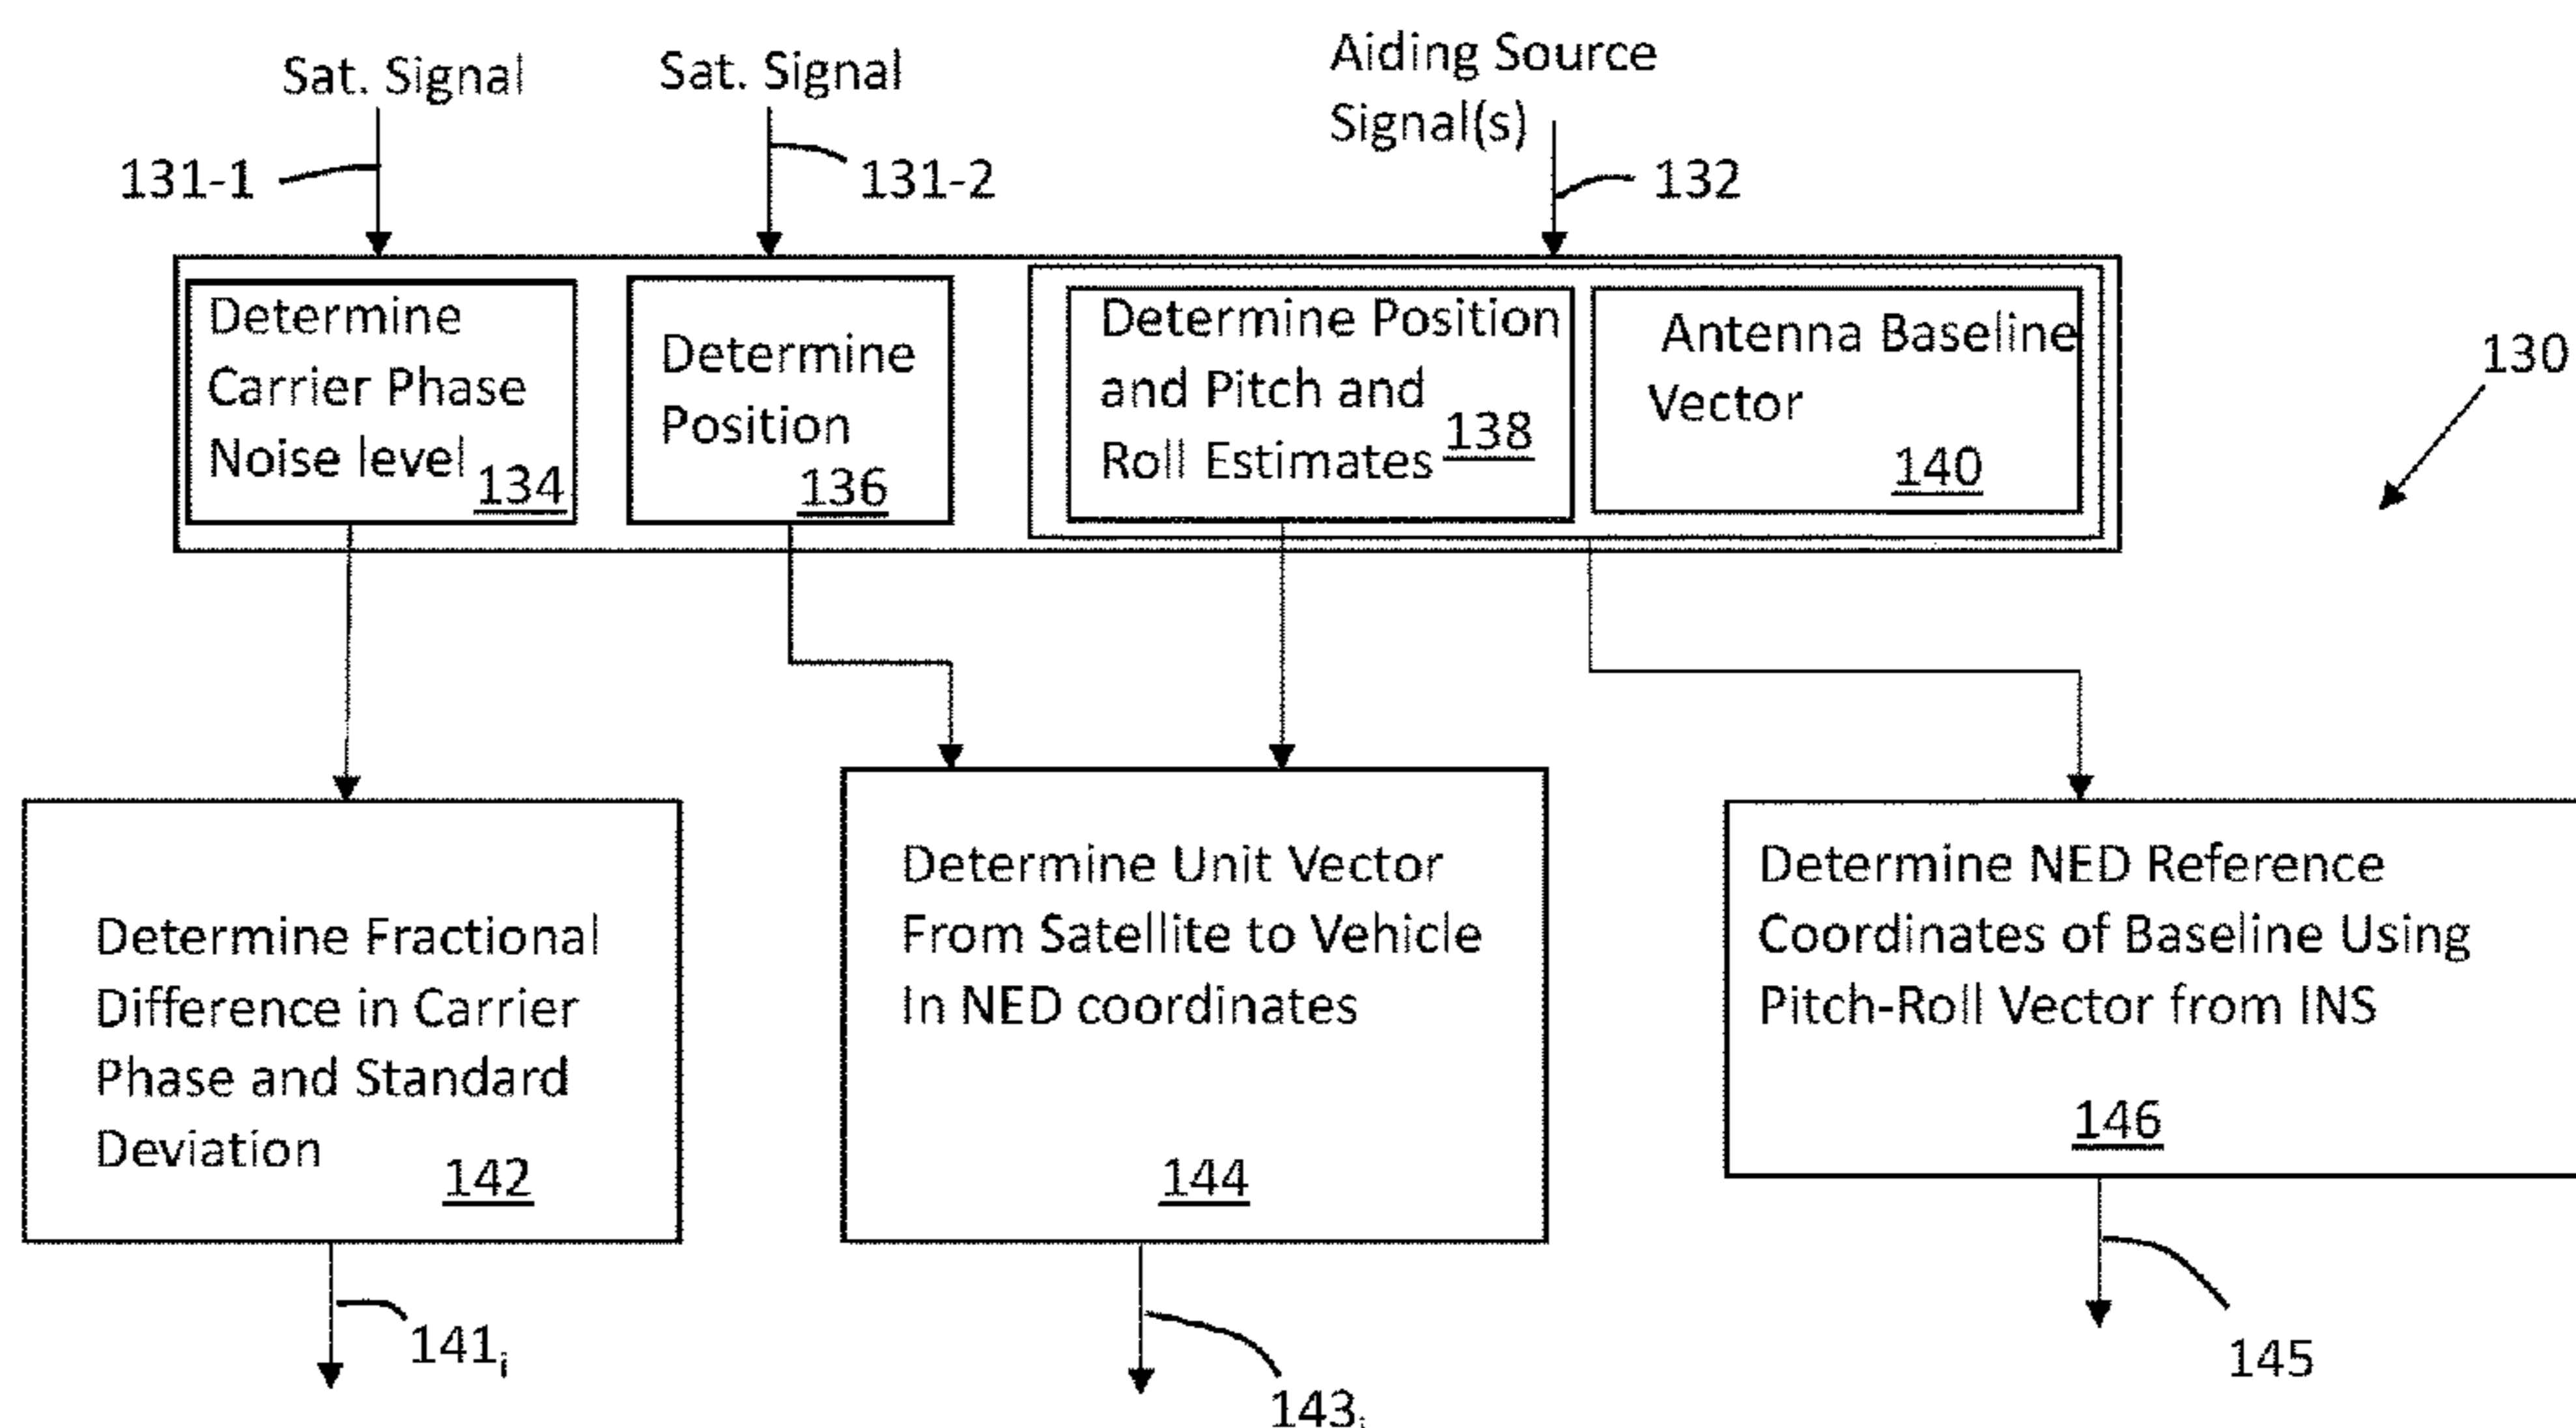 Sat. Signal
Sat. Signal
Aiding Source
Signal(s)
131-1
131-2
132
Determine
Carrier Phase
Noise level
134
Determine
Position
136
Determine Position
and Pitch and
Roll Estimates
138
Antenna Baseline
Vector
140
130
Determine Fractional
Difference in Carrier
Phase and Standard
Deviation
142
Determine Unit Vector
From Satellite to Vehicle
In NED coordinates
144
Determine NED Reference
Coordinates of Baseline Using
Pitch-Roll Vector from INS
146
141i
143i
145